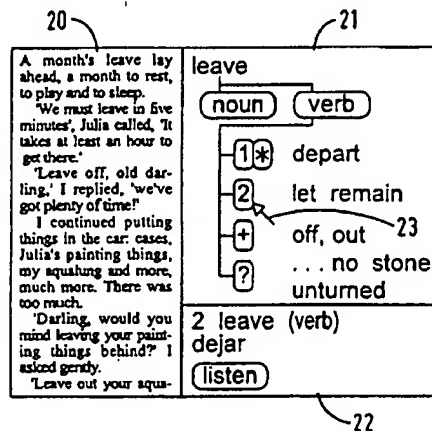 20
21
A month's leave lay
ahead, a month to rest,
to play and to sleep.
'We must leave in five
minutes', Julia called, 'It
takes at least an hour to
get there.'
'Leave off, old dar-
ling,' I replied, 'we've
got plenty of time!'
I continued putting
things in the car: cases,
Julia's painting things,
my aqualung and more,
much more. There was
too much.
'Darling, would you
mind leaving your paint-
ing things behind?' I
asked gently.
'Leave out your aqua-
leave
noun verb
1 * depart
2 let remain
23
+ off, out
? ... no stone
unturned
2 leave (verb)
dejar
listen
22